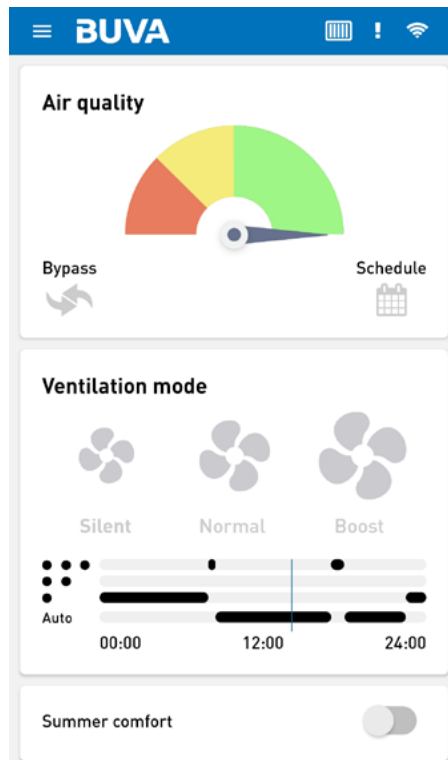 BUVA
Air quality
Bypass
Schedule
Ventilation mode
Silent
Normal
Boost
Auto
00:00
12:00
24:00
Summer comfort